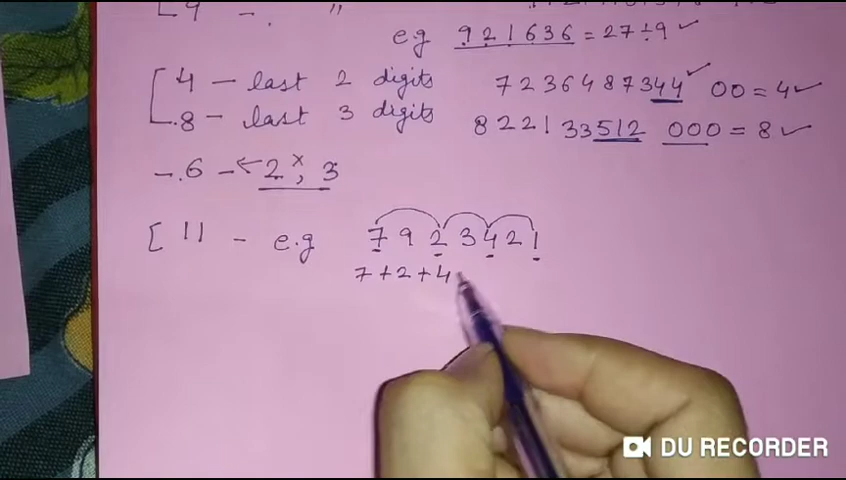 9 - . "
e.g 921636 = 27 ÷ 9 ✓
4 - last 2 digits 7236487344 ✓ 00 = 4 ✓
.8 - last 3 digits 822133512 000 = 8 ✓
-.6 - ← 2 x, 3
[ 11 - e.g 7923421
7+2+4
DU RECORDER